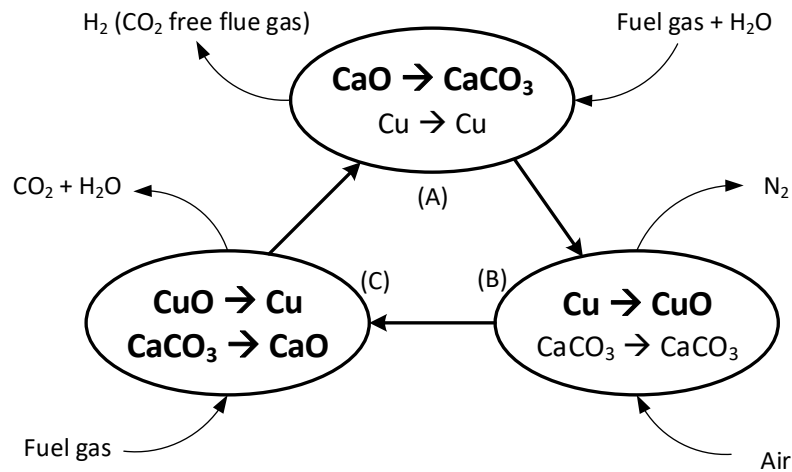 H₂ (CO₂ free flue gas)
Fuel gas + H₂O
CaO → CaCO₃
Cu → Cu
(A)
CO₂ + H₂O
N₂
(C)
(B)
CuO → Cu
CaCO₃ → CaO
Cu → CuO
CaCO₃ → CaCO₃
Fuel gas
Air